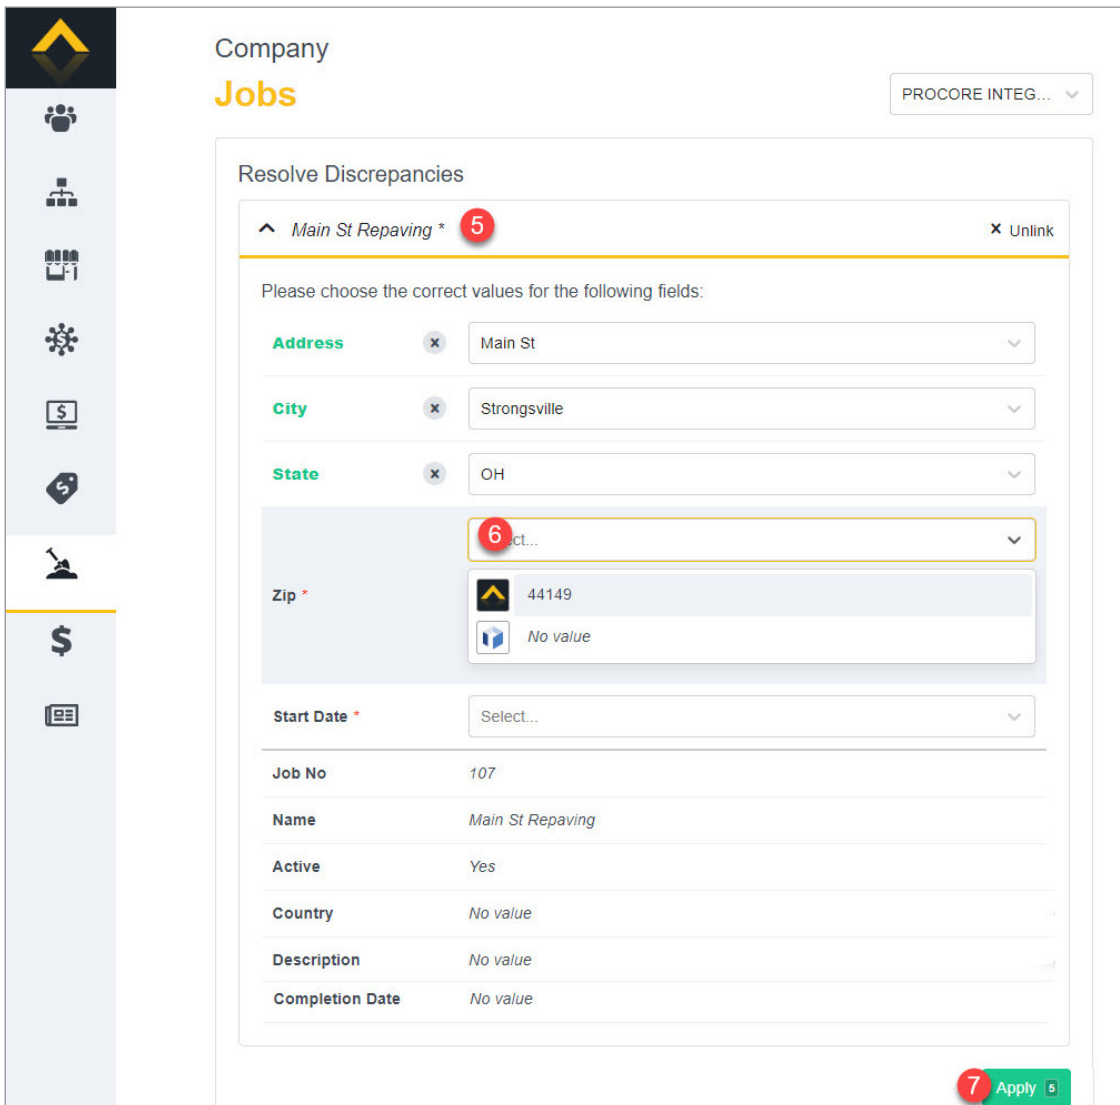 Company
Jobs
PROCORE INTEG...
Resolve Discrepancies
Main St Repaving * 5
× Unlink
Please choose the correct values for the following fields:
Address × Main St
City × Strongsville
State × OH
6 ct...
Zip *
44149
No value
Start Date * Select...
Job No 107
Name Main St Repaving
Active Yes
Country No value
Description No value
Completion Date No value
7 Apply 5